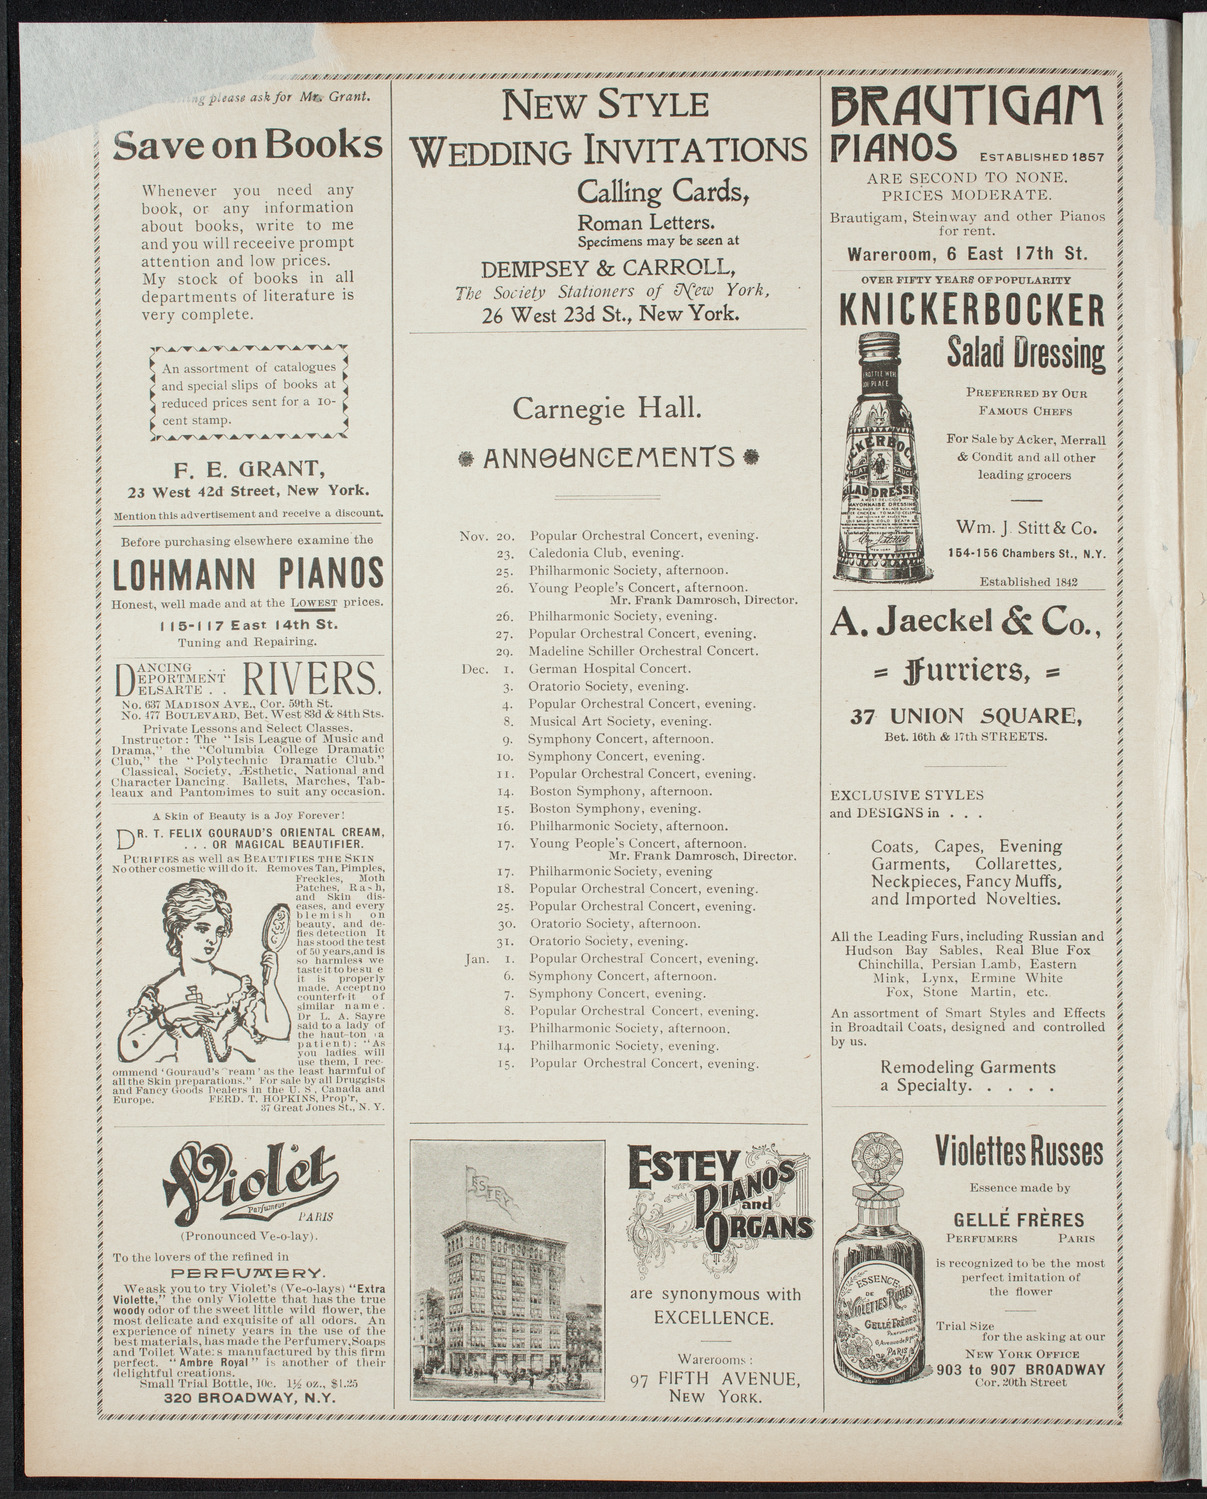 please ask for Mr. Grant.
Save on Books
Whenever you need any
book, or any information
about books, write to me
and you will receeive prompt
attention and low prices.
My stock of books in all
departments of literature is
very complete.
An assortment of catalogues
and special slips of books at
reduced prices sent for a 10-
cent stamp.
F. E. GRANT,
23 West 42d Street, New York.
Mention this advertisement and receive a discount.
Before purchasing elsewhere examine the
LOHMANN PIANOS
Honest, well made and at the LOWEST prices.
115-117 East 14th St.
Tuning and Repairing.
DANCING . .
DEPORTMENT
DELSARTE . .
RIVERS.
No. 637 MADISON AVE., Cor. 59th St.
No. 477 BOULEVARD, Bet. West 83d & 84th Sts.
Private Lessons and Select Classes.
Instructor: The "Isis League of Music and
Drama," the "Columbia College Dramatic
Club," the "Polytechnic Dramatic Club."
Classical, Society, Æsthetic, National and
Character Dancing. Ballets, Marches, Tab-
leaux and Pantomimes to suit any occasion.
A Skin of Beauty is a Joy Forever!
DR. T. FELIX GOURAUD'S ORIENTAL CREAM,
. . . OR MAGICAL BEAUTIFIER.
PURIFIES as well as BEAUTIFIES THE SKIN
No other cosmetic will do it. Removes Tan, Pimples,
Freckles, Moth
Patches, Rash,
and Skin dis-
eases, and every
blemish on
beauty, and de-
fies detection It
has stood the test
of 50 years, and is
so harmless we
taste it to be su e
it is properly
made. Accept no
counterfeit of
similar name.
Dr L. A. Sayre
said to a lady of
the haut-ton (a
patient): "As
you ladies will
use them, I rec-
ommend 'Gouraud's ream' as the least harmful of
all the Skin preparations." For sale by all Druggists
and Fancy Goods Dealers in the U. S., Canada and
Europe. FERD. T. HOPKINS, Prop'r,
37 Great Jones St., N. Y.
Violet
Parfumeur
PARIS
(Pronounced Ve-o-lay).
To the lovers of the refined in
PERFUMERY.
We ask you to try Violet's (Ve-o-lays) "Extra
Violette," the only Violette that has the true
woody odor of the sweet little wild flower, the
most delicate and exquisite of all odors. An
experience of ninety years in the use of the
best materials, has made the Perfumery, Soaps
and Toilet Waters manufactured by this firm
perfect. "Ambre Royal" is another of their
delightful creations.
Small Trial Bottle, 10c. 1½ oz., $1.25
320 BROADWAY, N.Y.
NEW STYLE
WEDDING INVITATIONS
Calling Cards,
Roman Letters.
Specimens may be seen at
DEMPSEY & CARROLL,
The Society Stationers of New York,
26 West 23d St., New York.
Carnegie Hall.
ANNOUNCEMENTS
Nov. 20. Popular Orchestral Concert, evening.
23. Caledonia Club, evening.
25. Philharmonic Society, afternoon.
26. Young People's Concert, afternoon.
Mr. Frank Damrosch, Director.
26. Philharmonic Society, evening.
27. Popular Orchestral Concert, evening.
29. Madeline Schiller Orchestral Concert.
Dec. 1. German Hospital Concert.
3. Oratorio Society, evening.
4. Popular Orchestral Concert, evening.
8. Musical Art Society, evening.
9. Symphony Concert, afternoon.
10. Symphony Concert, evening.
11. Popular Orchestral Concert, evening.
14. Boston Symphony, afternoon.
15. Boston Symphony, evening.
16. Philharmonic Society, afternoon.
17. Young People's Concert, afternoon.
Mr. Frank Damrosch, Director.
17. Philharmonic Society, evening
18. Popular Orchestral Concert, evening.
25. Popular Orchestral Concert, evening.
30. Oratorio Society, afternoon.
31. Oratorio Society, evening.
Jan. 1. Popular Orchestral Concert, evening.
6. Symphony Concert, afternoon.
7. Symphony Concert, evening.
8. Popular Orchestral Concert, evening.
13. Philharmonic Society, afternoon.
14. Philharmonic Society, evening.
15. Popular Orchestral Concert, evening.
ESTEY
ESTEY
PIANOS
and
ORGANS
are synonymous with
EXCELLENCE.
Warerooms:
97 FIFTH AVENUE,
NEW YORK.
BRAUTIGAM
PIANOS ESTABLISHED 1857
ARE SECOND TO NONE.
PRICES MODERATE.
Brautigam, Steinway and other Pianos
for rent.
Wareroom, 6 East 17th St.
OVER FIFTY YEARS OF POPULARITY
KNICKERBOCKER
Salad Dressing
PREFERRED BY OUR
FAMOUS CHEFS
For Sale by Acker, Merrall
& Condit and all other
leading grocers
Wm. J. Stitt & Co.
154-156 Chambers St., N.Y.
Established 1842
A. Jaeckel & Co.,
= Furriers, =
37 UNION SQUARE,
Bet. 16th & 17th STREETS.
EXCLUSIVE STYLES
and DESIGNS in . . .
Coats, Capes, Evening
Garments, Collarettes,
Neckpieces, Fancy Muffs,
and Imported Novelties.
All the Leading Furs, including Russian and
Hudson Bay Sables, Real Blue Fox
Chinchilla, Persian Lamb, Eastern
Mink, Lynx, Ermine White
Fox, Stone Martin, etc.
An assortment of Smart Styles and Effects
in Broadtail Coats, designed and controlled
by us.
Remodeling Garments
a Specialty. . . . .
Violettes Russes
Essence made by
GELLÉ FRÈRES
PERFUMERS PARIS
is recognized to be the most
perfect imitation of
the flower
Trial Size
for the asking at our
NEW YORK OFFICE
903 to 907 BROADWAY
Cor. 20th Street
ESSENCE
DE
VIOLETTES RUSSES
GELLÉ FRÈRES
PARIS